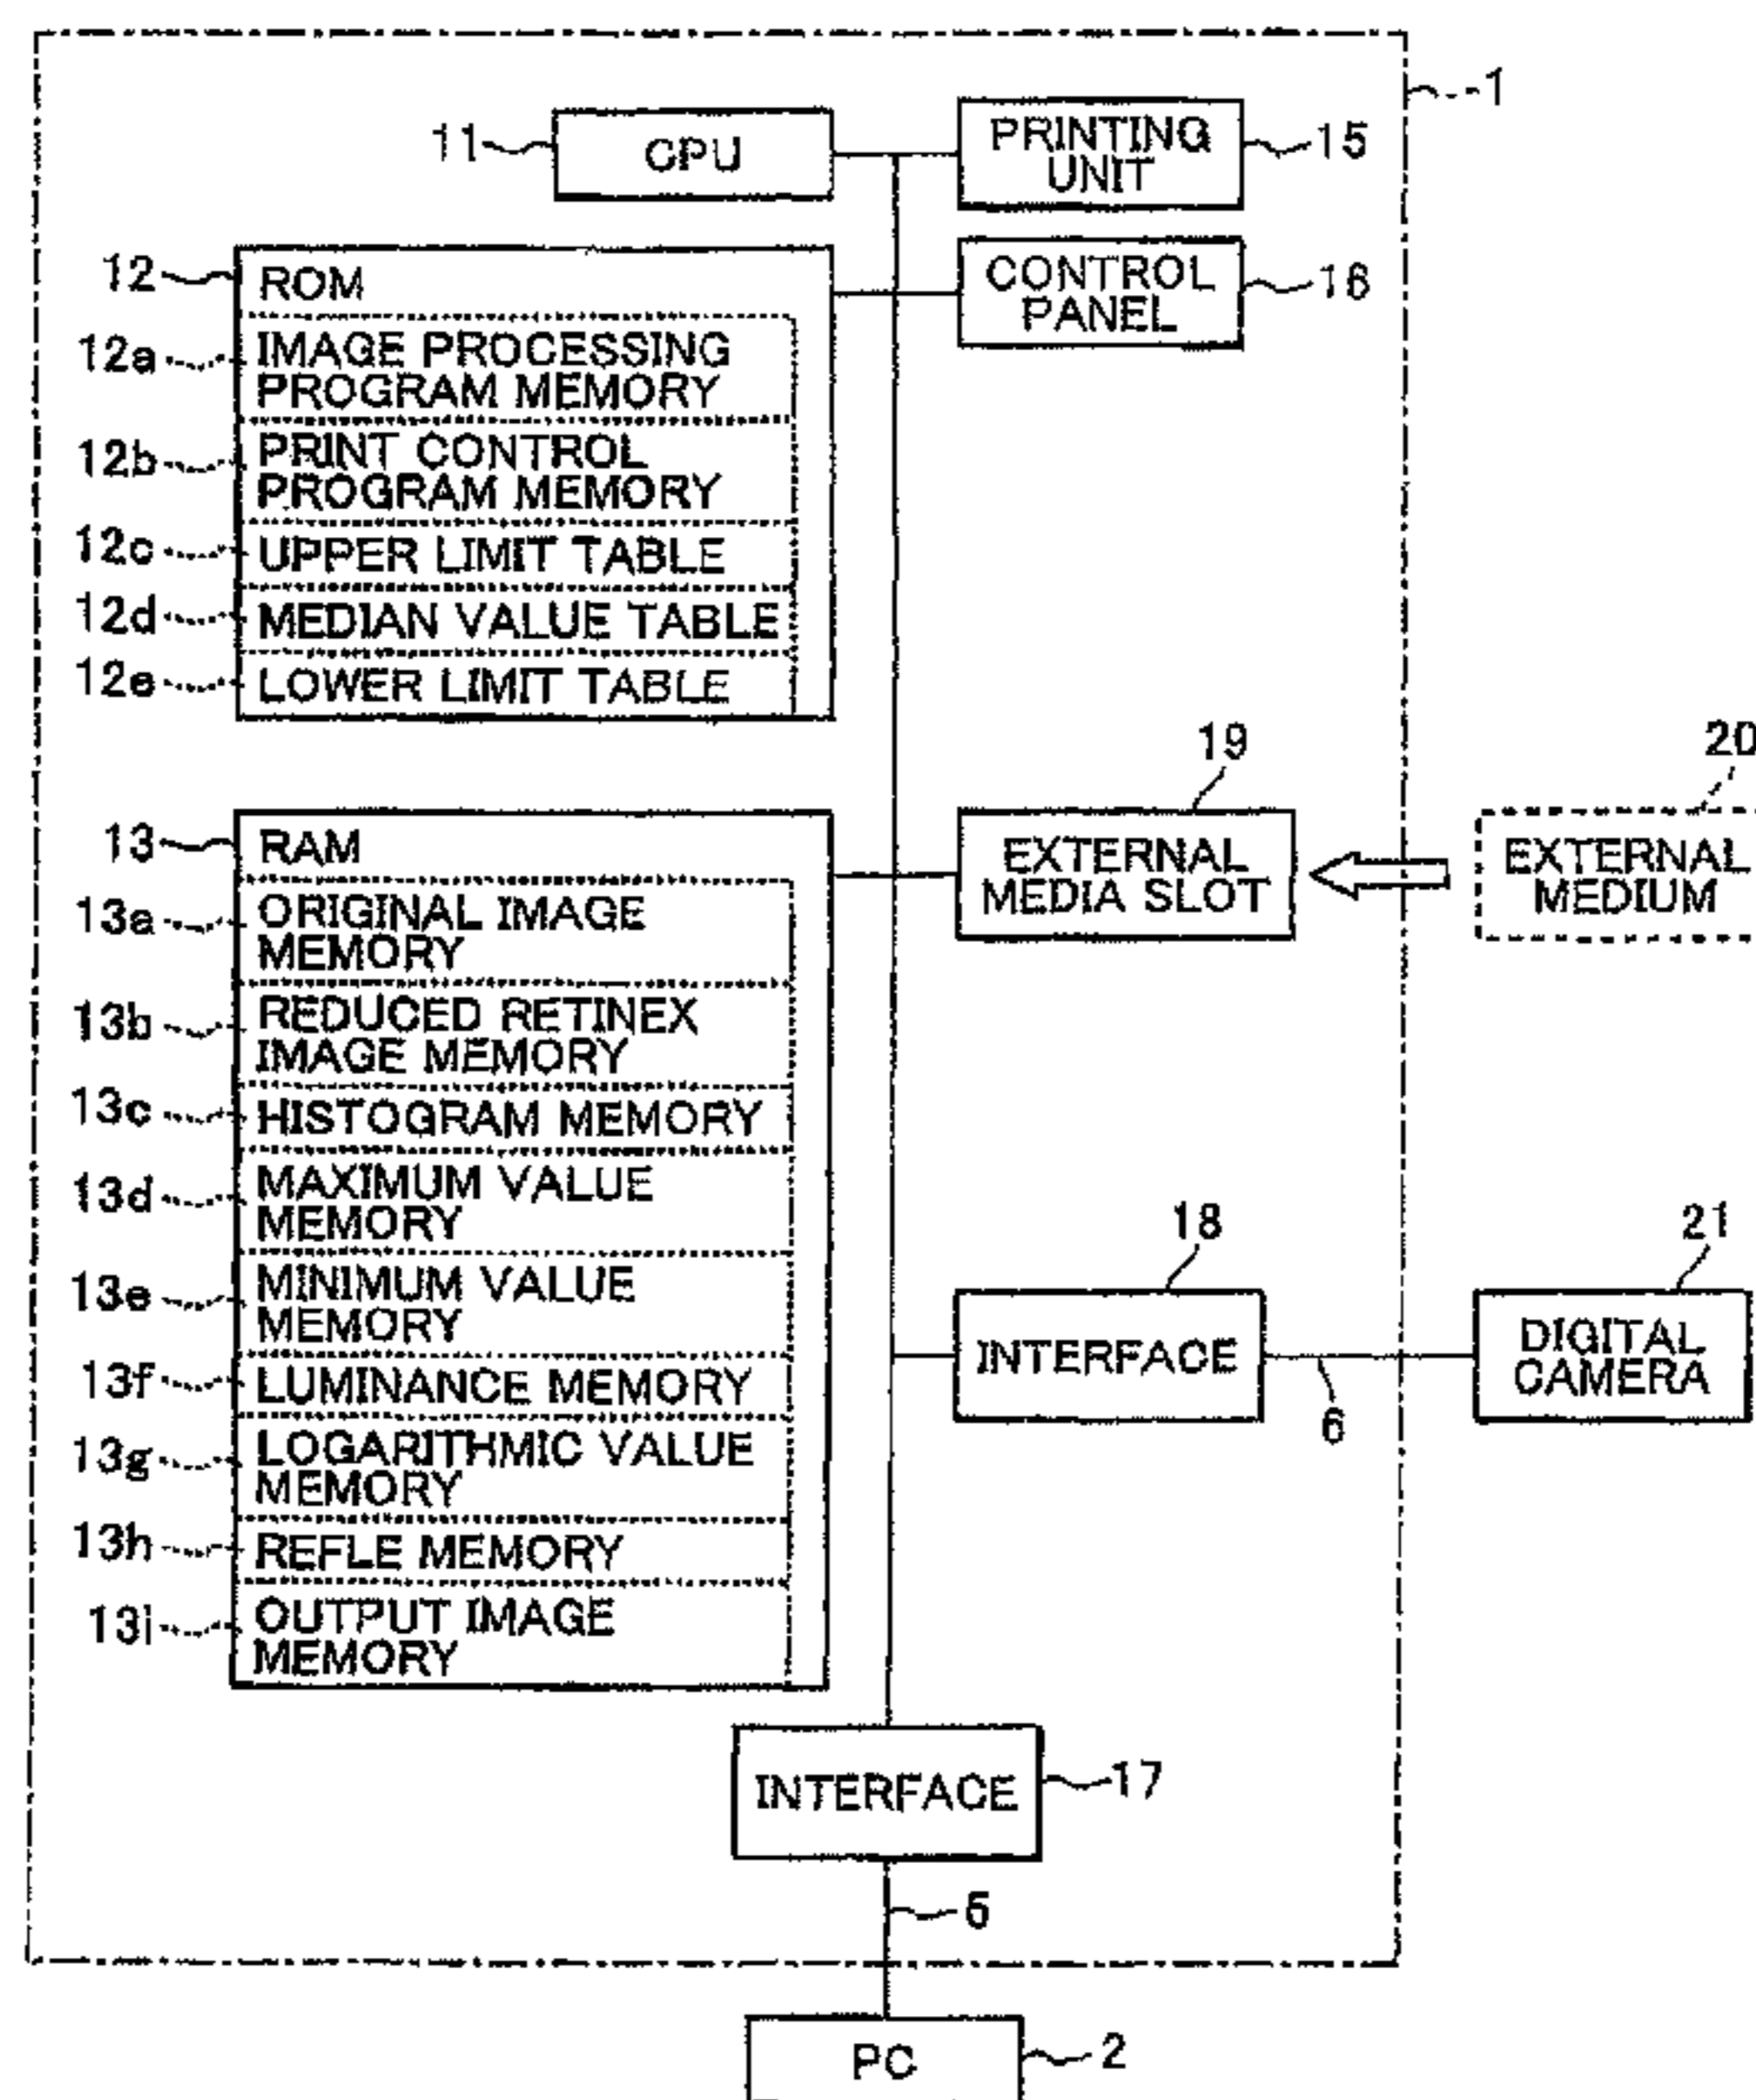 1
11 CPU
PRINTING
UNIT 15
12 ROM
CONTROL
PANEL 16
12a IMAGE PROCESSING
PROGRAM MEMORY
12b PRINT CONTROL
PROGRAM MEMORY
12c UPPER LIMIT TABLE
12d MEDIAN VALUE TABLE
12e LOWER LIMIT TABLE
19
20
13 RAM
EXTERNAL
MEDIA SLOT
EXTERNAL
MEDIUM
13a ORIGINAL IMAGE
MEMORY
13b REDUCED RETINEX
IMAGE MEMORY
13c HISTOGRAM MEMORY
13d MAXIMUM VALUE
MEMORY
18
21
13e MINIMUM VALUE
MEMORY
INTERFACE
6
DIGITAL
CAMERA
13f LUMINANCE MEMORY
13g LOGARITHMIC VALUE
MEMORY
13h REFLE MEMORY
13i OUTPUT IMAGE
MEMORY
INTERFACE 17
5
PC 2